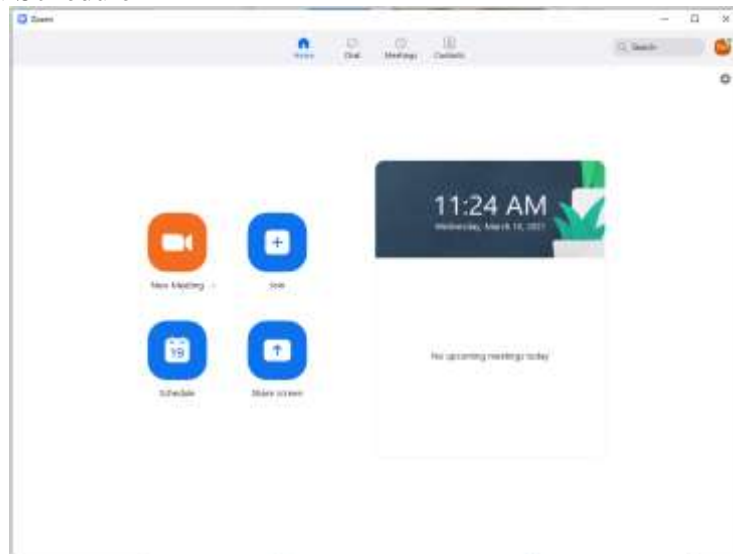 Zoom
Home
Chat
Meetings
Contacts
Search
11:24 AM
New Meeting
Join
19
Schedule
Share screen
No upcoming meetings today